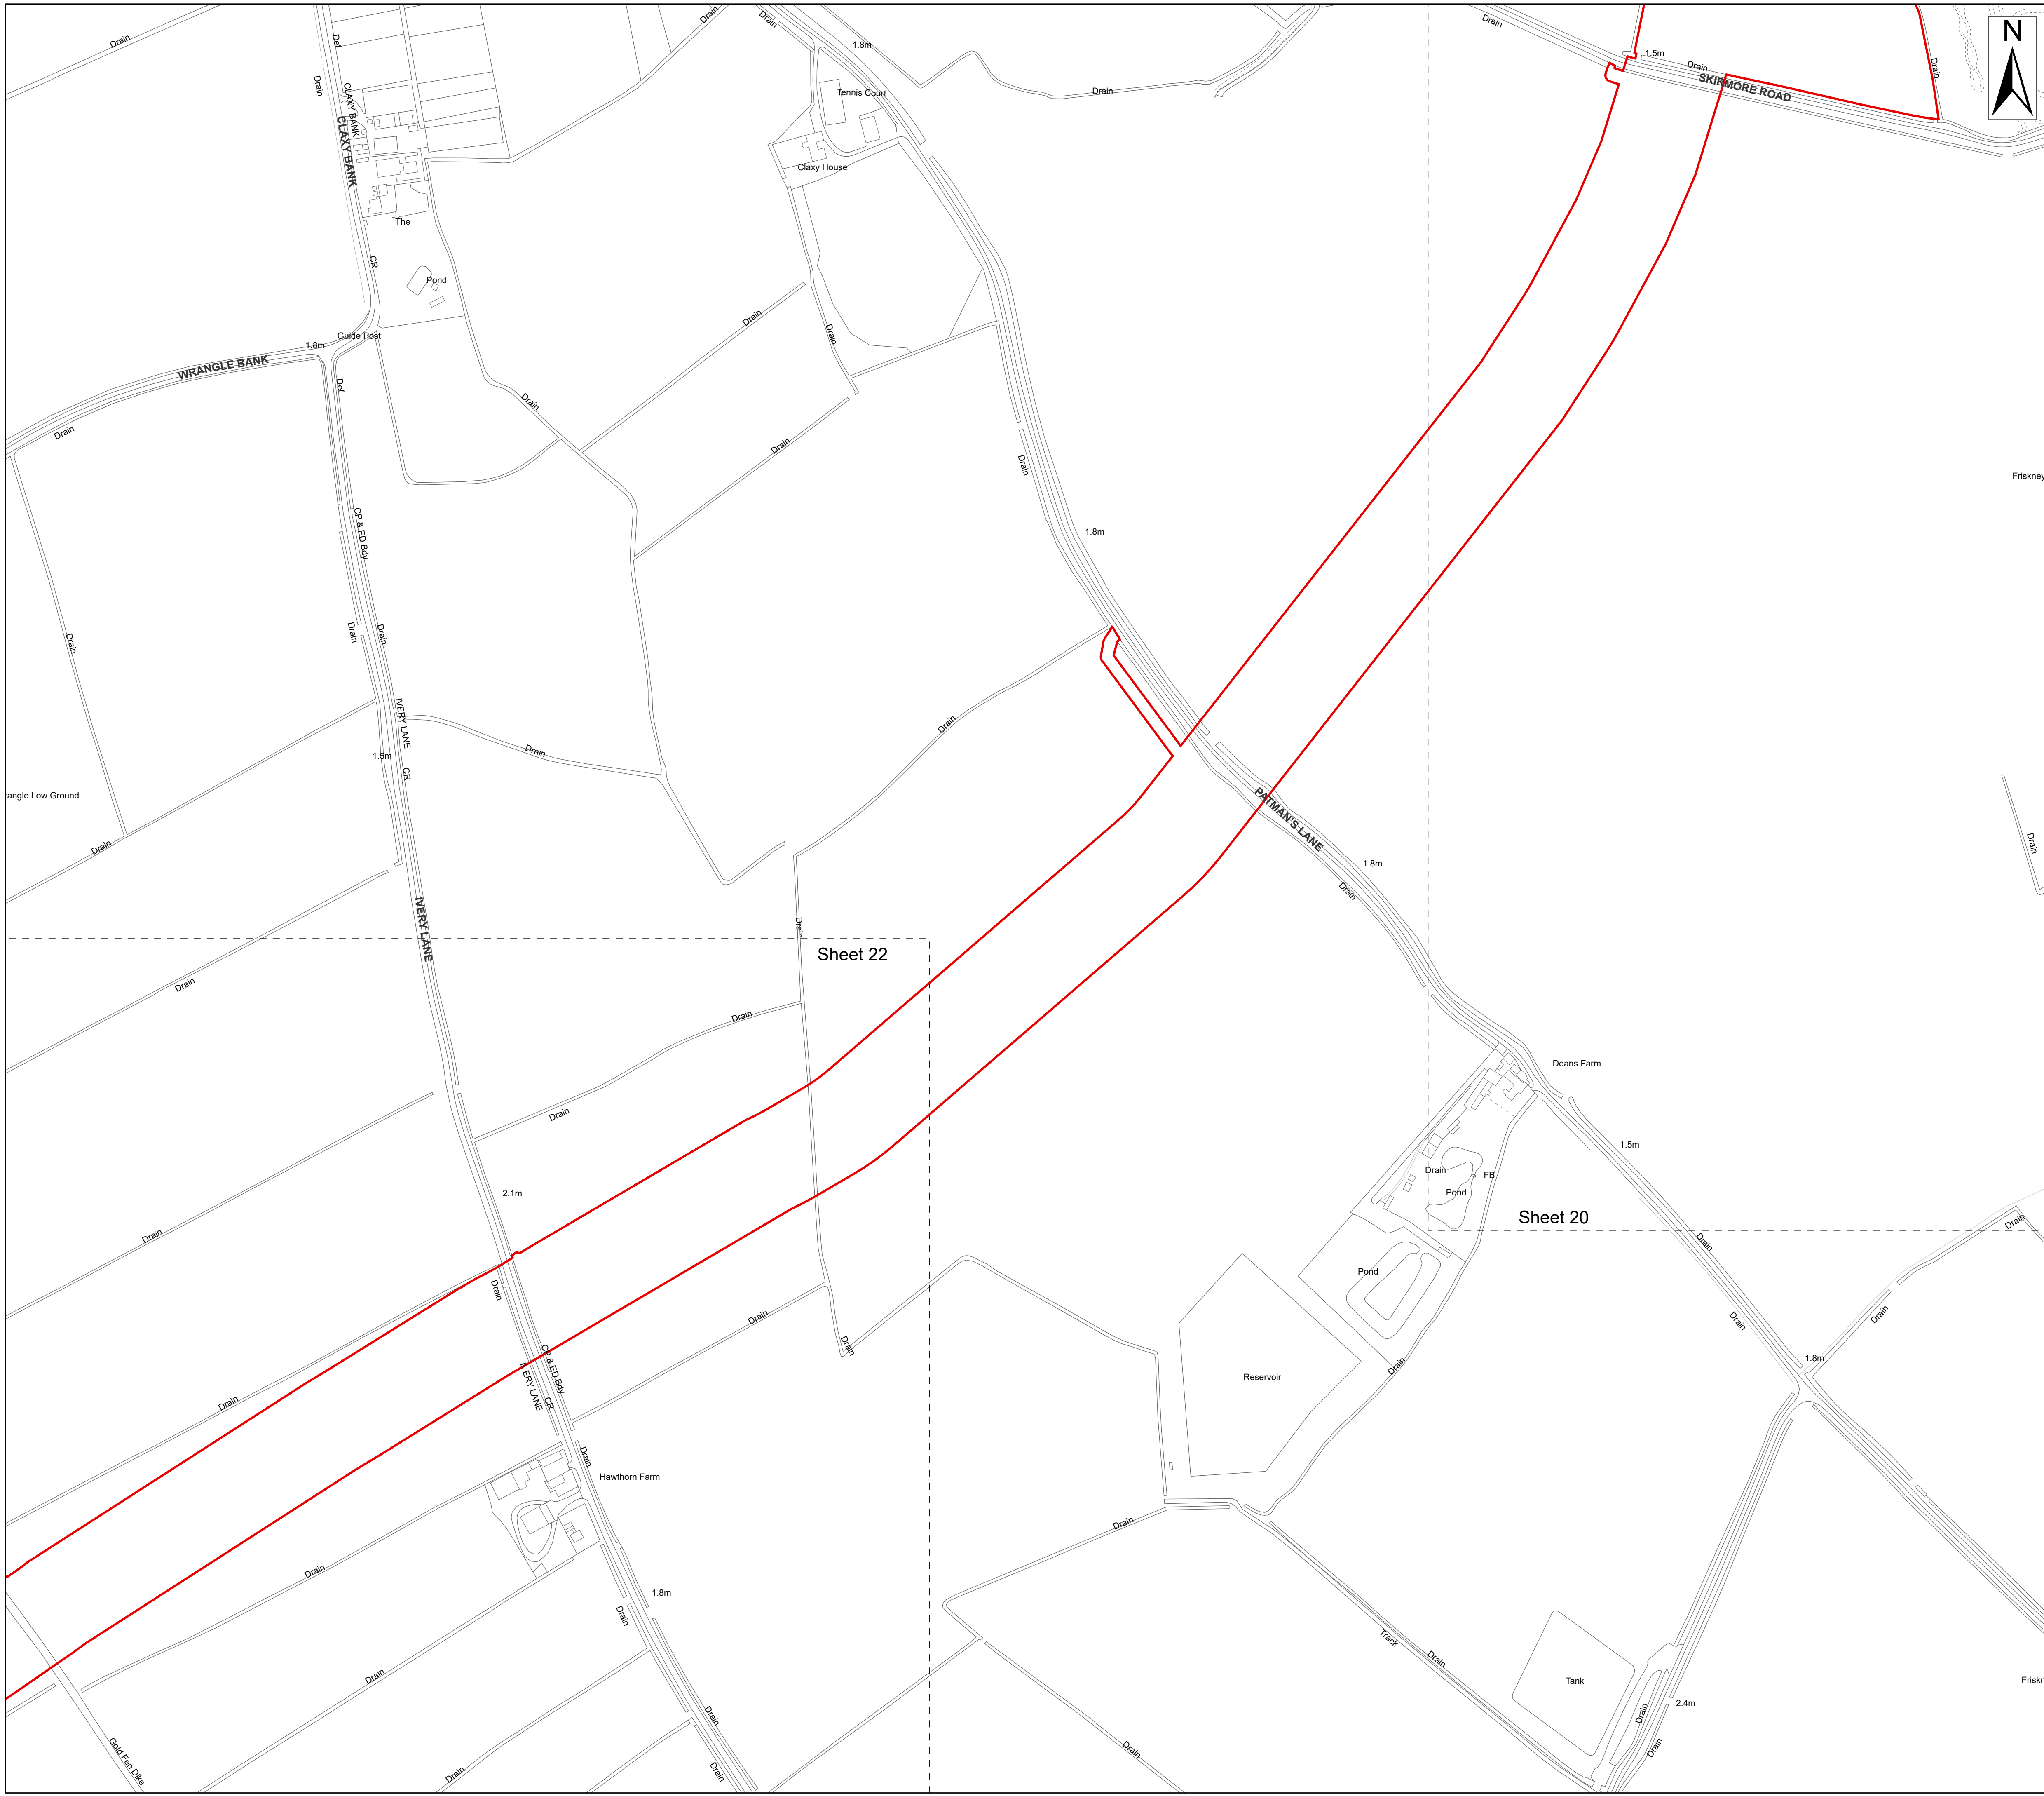 Drain
Def
Drain
Drain
Drain
1.8m
Drain
1.5m
Drain
SKIRMORE ROAD
Drain
N
Drain
CLAXY BANK
CLAXY BANK
Tennis Court
Drain
Claxy House
The
CR
Pond
Guide Post
1.8m
WRANGLE BANK
Def
Drain
Drain
Drain
Drain
Drain
Drain
Drain
Friskney
CP & ED Bdy
1.8m
Drain
Drain
Drain
IVERY LANE
CR
1.5m
Drain
Drain
rangle Low Ground
PATMAN'S LANE
Drain
Drain
1.8m
Drain
IVERY LANE
Drain
Sheet 22
Drain
Drain
Drain
Deans Farm
1.5m
Drain
FB
Pond
2.1m
Sheet 20
Drain
Drain
Drain
Drain
Pond
Drain
Drain
Drain
Drain
Drain
CP & ED Bdy
IVERY LANE
CR
1.8m
Reservoir
Drain
Drain
Drain
Hawthorn Farm
Drain
Drain
1.8m
Drain
Track
Drain
Drain
Tank
Friskn
2.4m
Drain
Drain
Drain
Gold Fen Dike
Drain
Drain
Drain